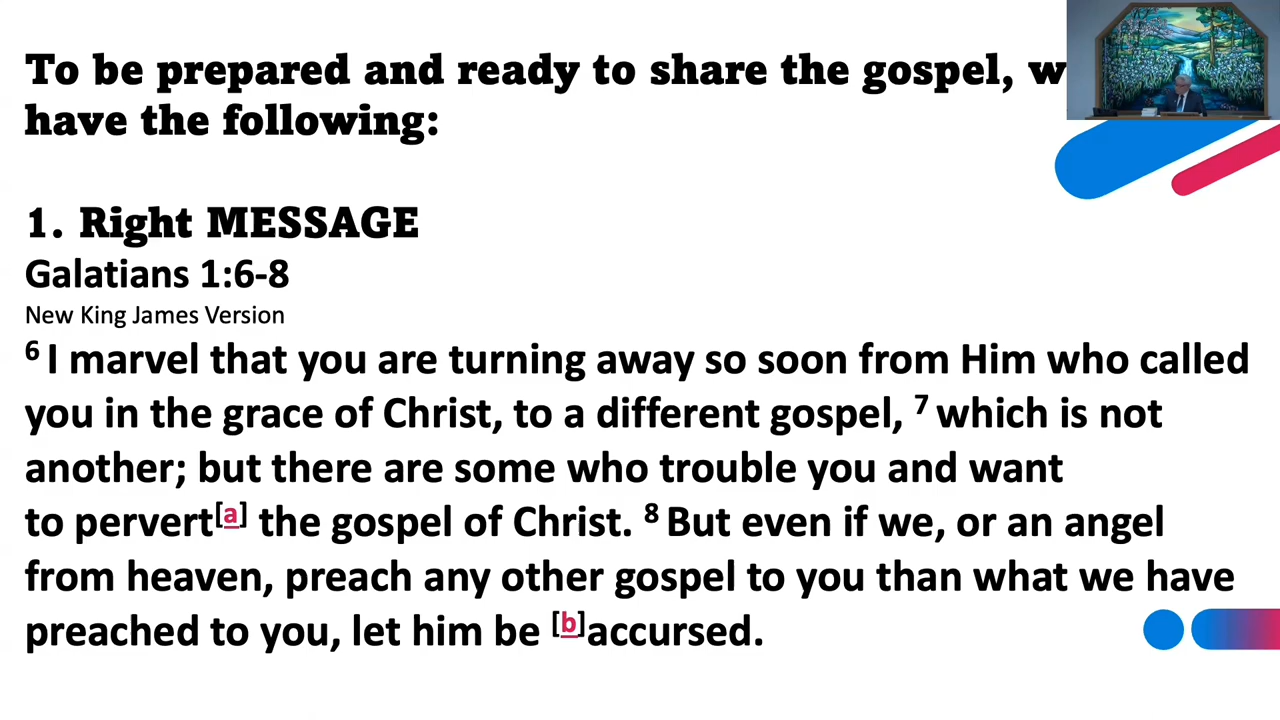 To be prepared and ready to share the gospel,
have the following:
1. Right MESSAGE
Galatians 1:6-8
New King James Version
6 I marvel that you are turning away so soon from Him who called
you in the grace of Christ, to a different gospel, 7 which is not
another; but there are some who trouble you and want
to pervert[a] the gospel of Christ. 8 But even if we, or an angel
from heaven, preach any other gospel to you than what we have
preached to you, let him be [b]accursed.